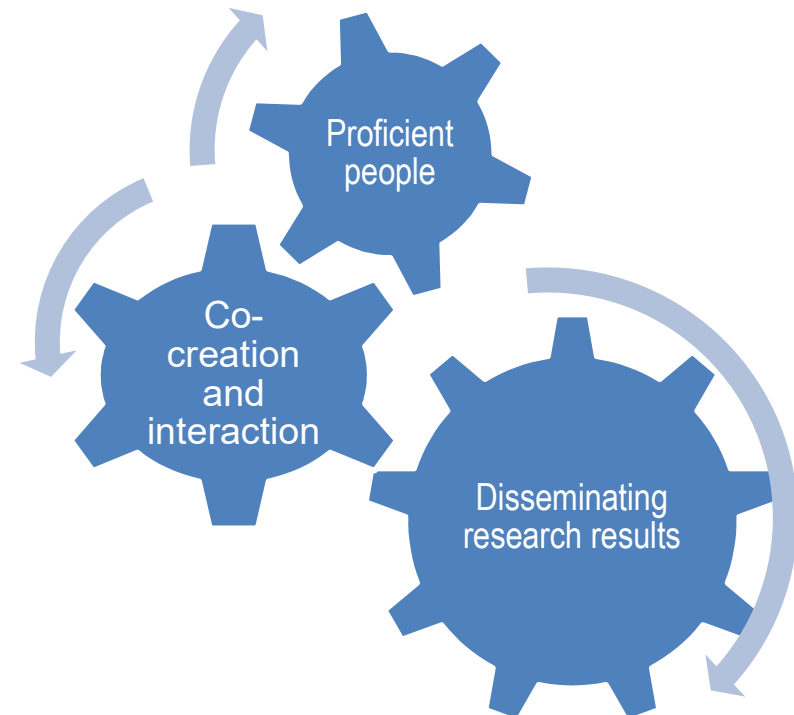 Proficient
people
Co-
creation
and
interaction
Disseminating
research results